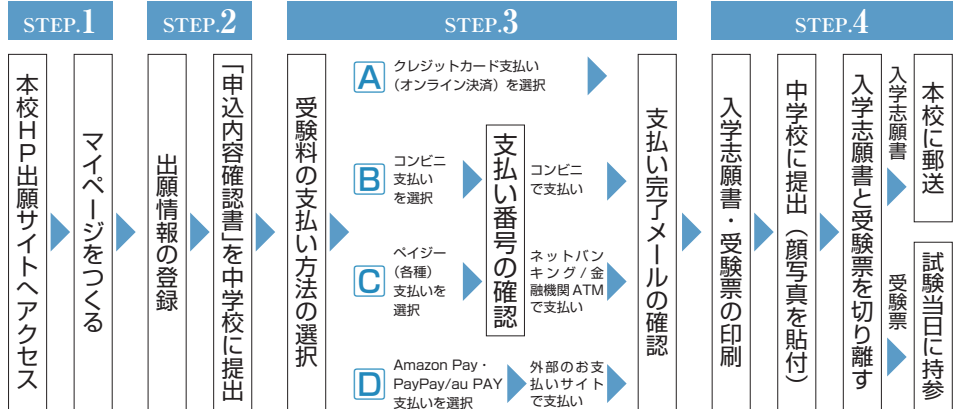 STEP.1
本校HP出願サイトへアクセス
マイページをつくる
STEP.2
出願情報の登録
「申込内容確認書」を中学校に提出
STEP.3
受験料の支払い方法の選択
A
クレジットカード支払い
（オンライン決済）を選択
B
コンビニ
支払い
を選択
支払い番号の確認
コンビニ
で支払い
C
ペイジー
（各種）
支払いを
選択
ネットバン
キング/金
融機関ATM
で支払い
D
Amazon Pay・
PayPay/au PAY
支払いを選択
外部のお支
払いサイト
で支払い
支払い完了メールの確認
STEP.4
入学志願書・受験票の印刷
中学校に提出（顔写真を貼付）
入学志願書と受験票を切り離す
入学志願書
本校に郵送
受験票
試験当日に持参